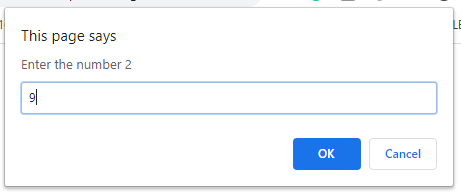 This page says
Enter the number 2
9
OK Cancel